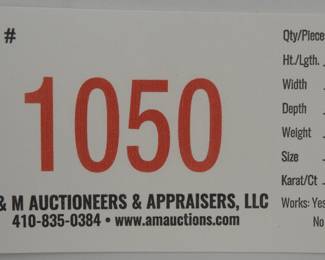 #
1050
& M AUCTIONEERS & APPRAISERS, LLC
410-835-0384 • www.amauctions.com
Qty/Piece
Ht./Lgth.
Width
Depth
Weight
Size
Karat/Ct
Works: Yes
No